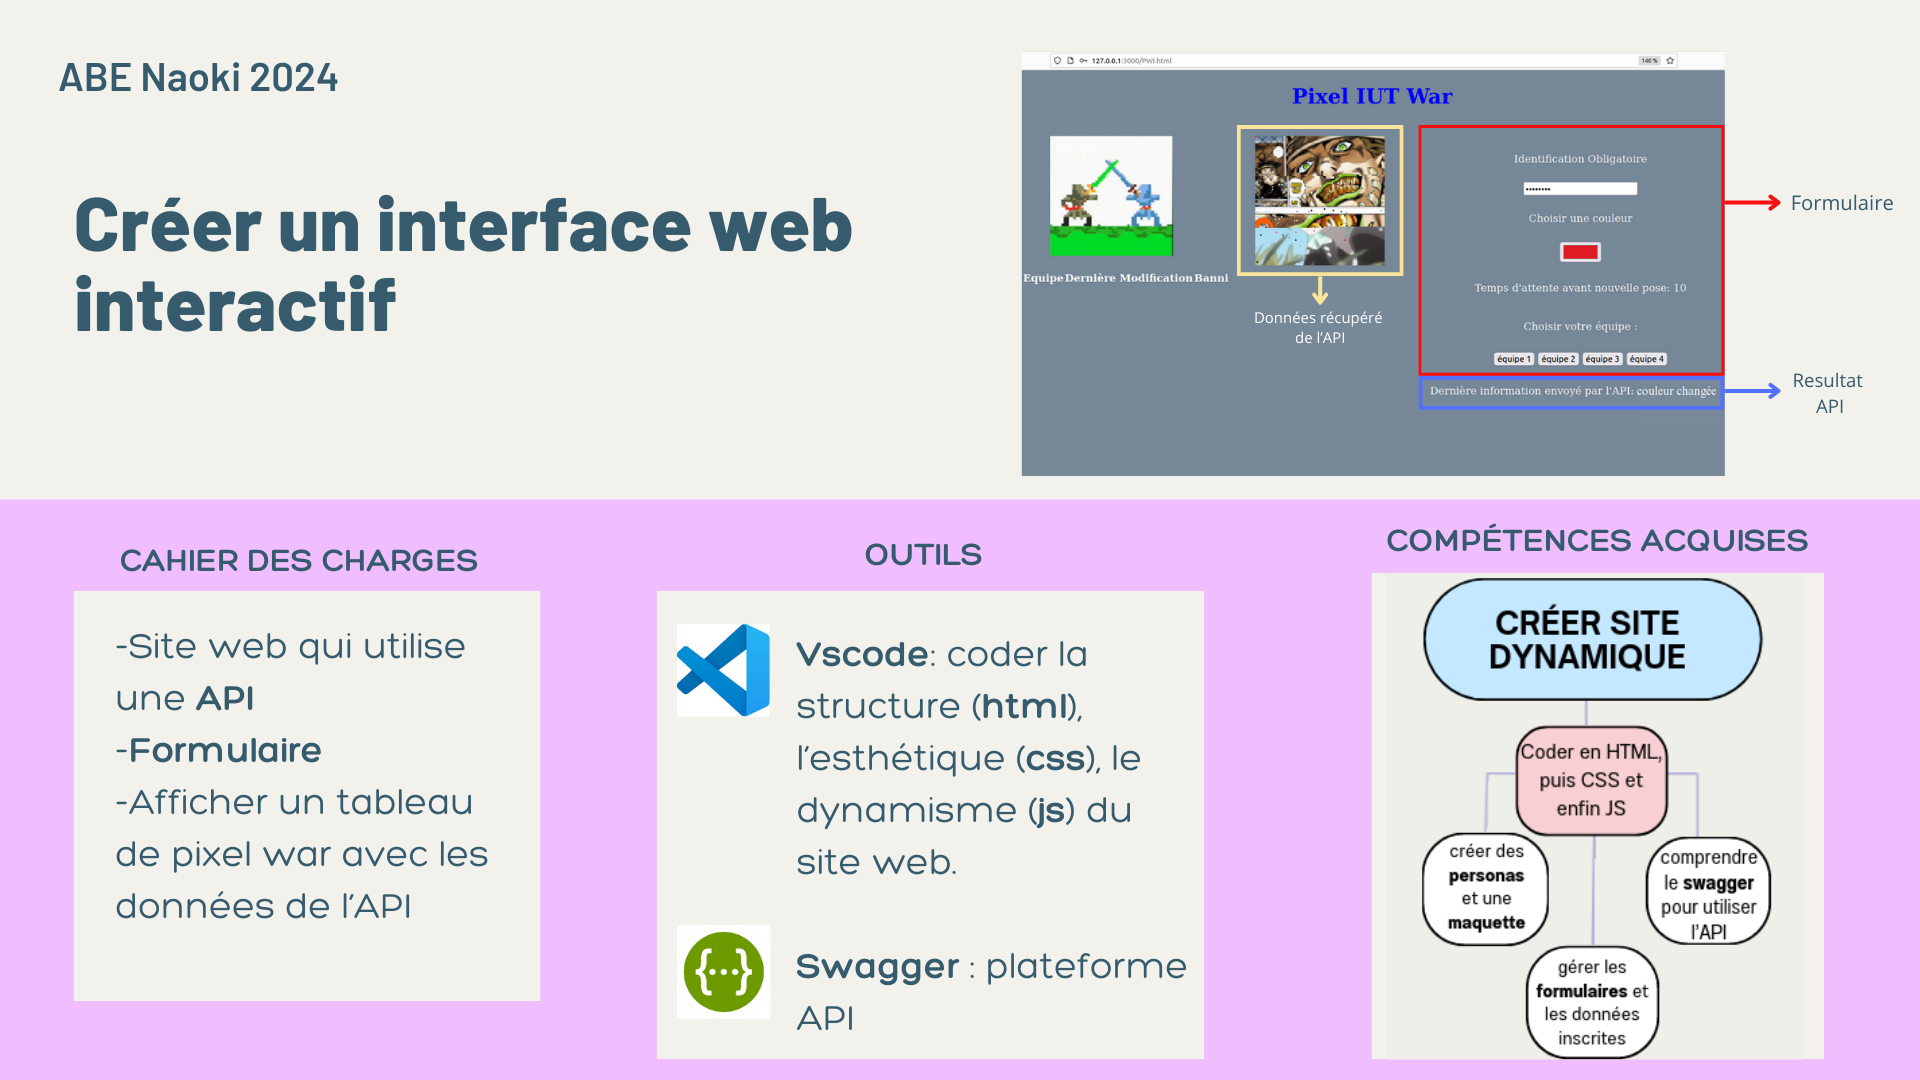 ABE Naoki 2024
Créer un interface web
interactif
127.0.0.1:3000/PWI.html
140 %
Pixel IUT War
Equipe Dernière Modification Banni
Données récupéré
de l'API
Identification Obligatoire
Choisir une couleur
Temps d'attente avant nouvelle pose: 10
Choisir votre équipe :
équipe 1 équipe 2 équipe 3 équipe 4
Dernière information envoyé par l'API: couleur changée
Formulaire
Resultat
API
CAHIER DES CHARGES
-Site web qui utilise
une API
-Formulaire
-Afficher un tableau
de pixel war avec les
données de l'API
OUTILS
Vscode: coder la
structure (html),
l'esthétique (css), le
dynamisme (js) du
site web.
{...}
Swagger : plateforme
API
COMPÉTENCES ACQUISES
CRÉER SITE
DYNAMIQUE
Coder en HTML,
puis CSS et
enfin JS
créer des
personas
et une
maquette
comprendre
le swagger
pour utiliser
l'API
gérer les
formulaires et
les données
inscrites